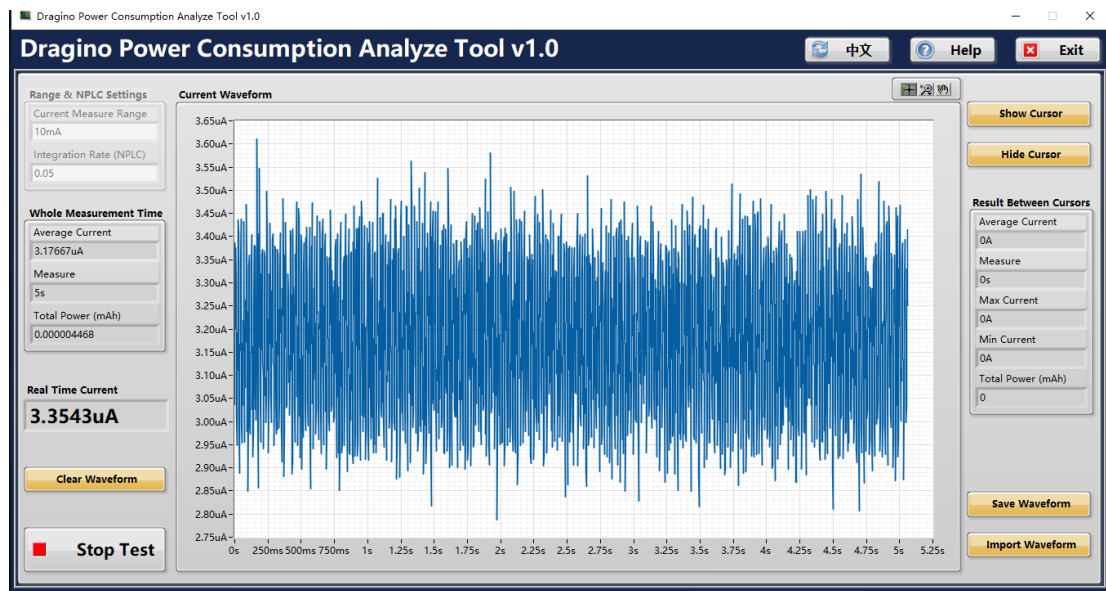 Dragino Power Consumption Analyze Tool v1.0
Dragino Power Consumption Analyze Tool v1.0
中文
Help
Exit
Range & NPLC Settings
Current Measure Range
10mA
Integration Rate (NPLC)
0.05
Whole Measurement Time
Average Current
3.17667uA
Measure
5s
Total Power (mAh)
0.000004468
Real Time Current
3.3543uA
Clear Waveform
Stop Test
Current Waveform
3.65uA
3.60uA
3.55uA
3.50uA
3.45uA
3.40uA
3.35uA
3.30uA
3.25uA
3.20uA
3.15uA
3.10uA
3.05uA
3.00uA
2.95uA
2.90uA
2.85uA
2.80uA
2.75uA
0s 250ms 500ms 750ms 1s 1.25s 1.5s 1.75s 2s 2.25s 2.5s 2.75s 3s 3.25s 3.5s 3.75s 4s 4.25s 4.5s 4.75s 5s 5.25s
Show Cursor
Hide Cursor
Result Between Cursors
Average Current
0A
Measure
0s
Max Current
0A
Min Current
0A
Total Power (mAh)
0
Save Waveform
Import Waveform